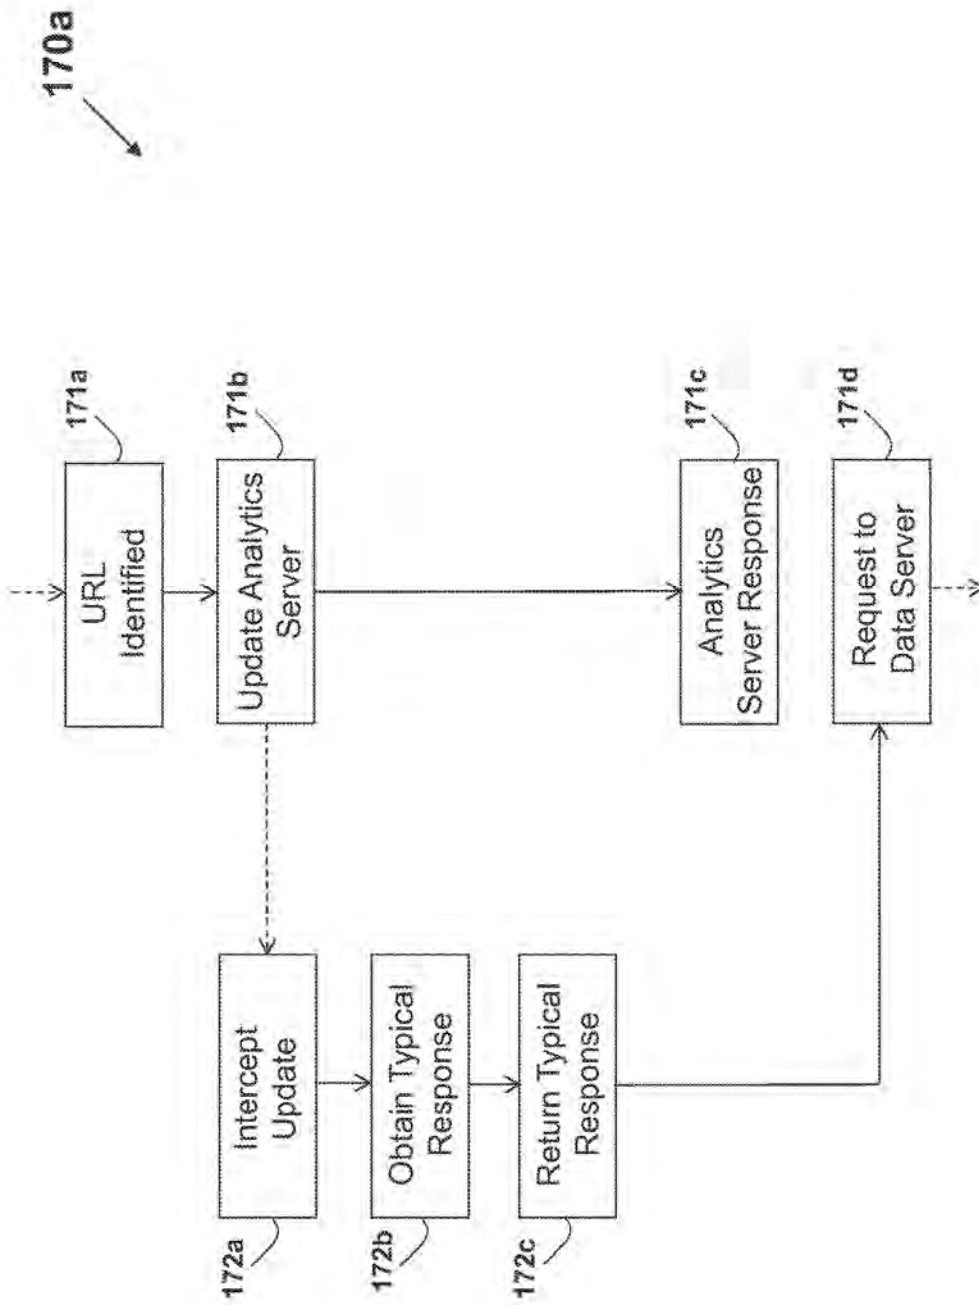 170a
171a
URL
Identified
171b
Update Analytics
Server
171c
Analytics
Server Response
171d
Request to
Data Server
Intercept
Update
172a
Obtain Typical
Response
172b
Return Typical
Response
172c